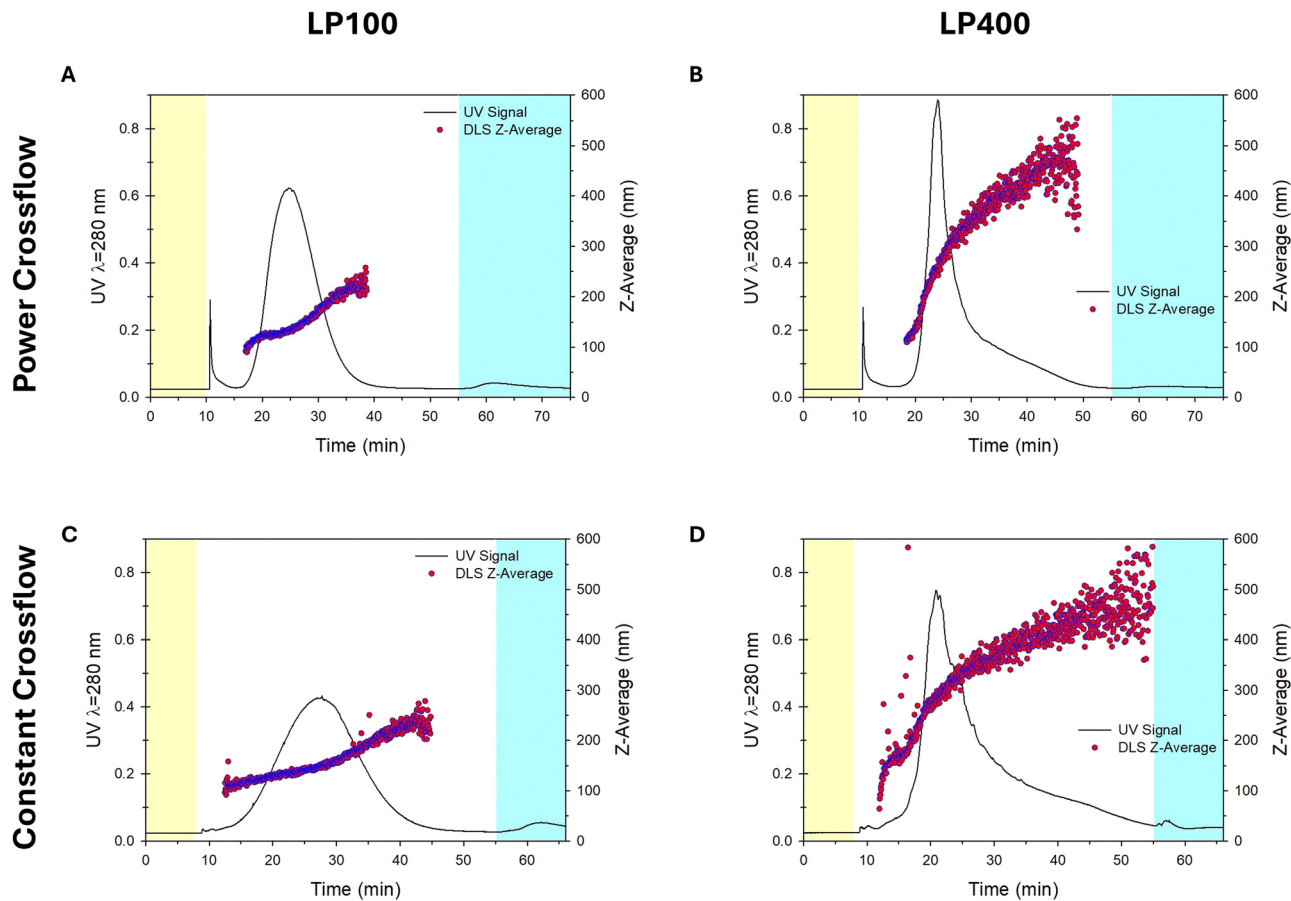 LP100
LP400
Power Crossflow
A
UV Signal
DLS Z-Average
UV λ=280 nm
0.0
0.2
0.4
0.6
0.8
Z-Average (nm)
0
100
200
300
400
500
600
0 10 20 30 40 50 60 70
Time (min)
B
UV Signal
DLS Z-Average
UV λ=280 nm
0.0
0.2
0.4
0.6
0.8
Z-Average (nm)
0
100
200
300
400
500
600
0 10 20 30 40 50 60 70
Time (min)
Constant Crossflow
C
UV Signal
DLS Z-Average
UV λ=280 nm
0.0
0.2
0.4
0.6
0.8
Z-Average (nm)
0
100
200
300
400
500
600
0 10 20 30 40 50 60
Time (min)
D
UV Signal
DLS Z-Average
UV λ=280 nm
0.0
0.2
0.4
0.6
0.8
Z-Average (nm)
0
100
200
300
400
500
600
0 10 20 30 40 50 60
Time (min)